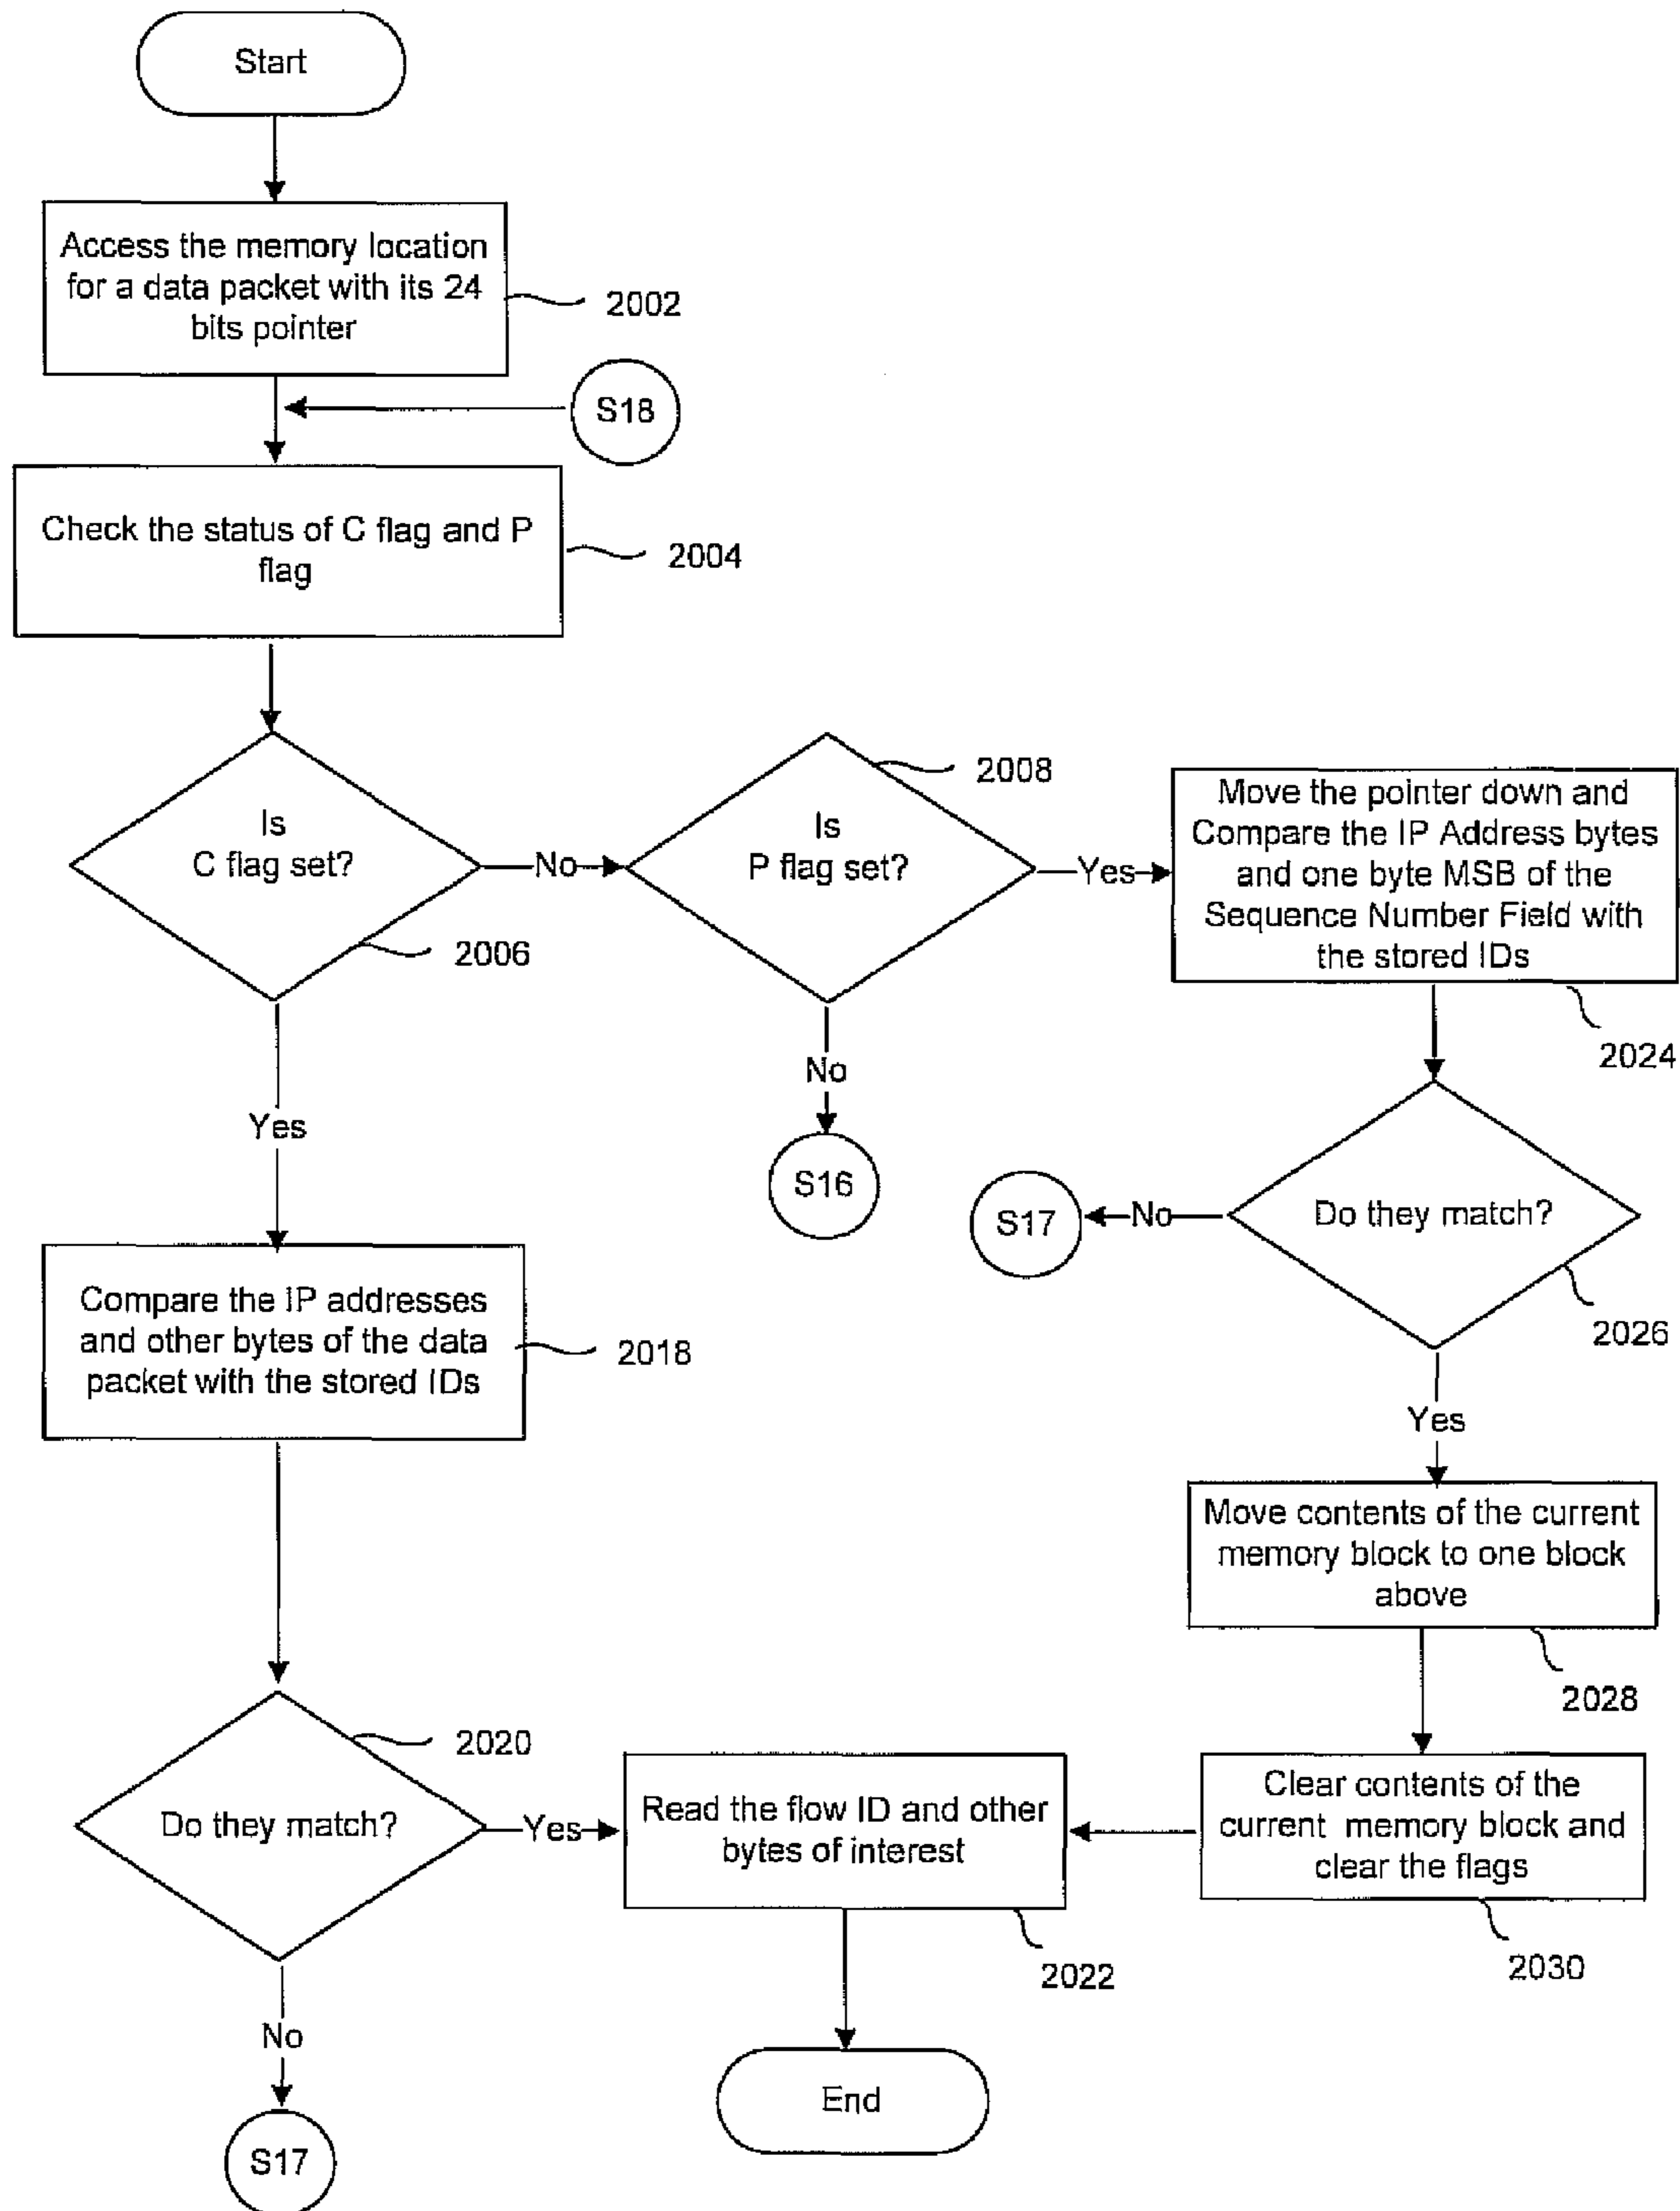 Start
Access the memory location
for a data packet with its 24
bits pointer
2002
S18
Check the status of C flag and P
flag
2004
Is
C flag set?
2006
No
Is
P flag set?
2008
Yes
Move the pointer down and
Compare the IP Address bytes
and one byte MSB of the
Sequence Number Field with
the stored IDs
2024
No
S16
Yes
Do they match?
2026
No
S17
Compare the IP addresses
and other bytes of the data
packet with the stored IDs
2018
Yes
Move contents of the current
memory block to one block
above
2028
Do they match?
2020
Yes
Read the flow ID and other
bytes of interest
2022
Clear contents of the
current memory block and
clear the flags
2030
No
S17
End